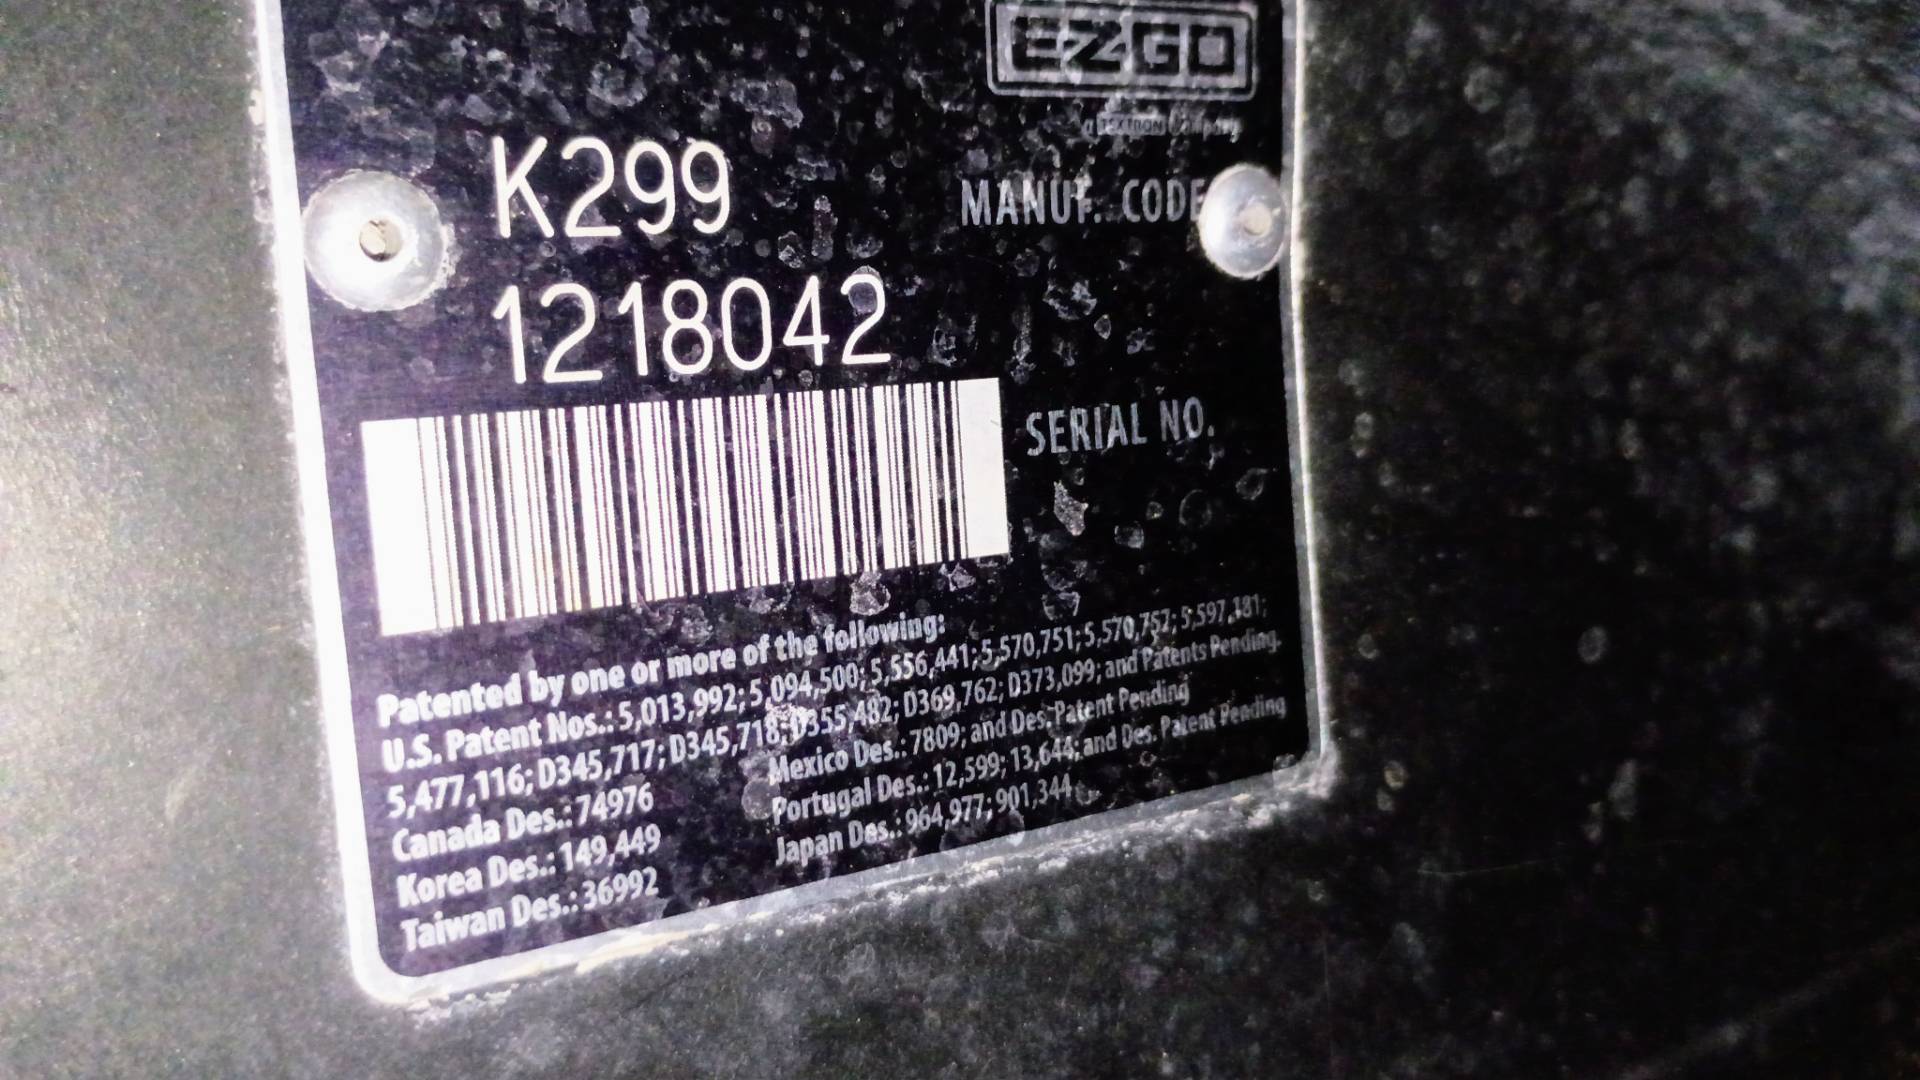 EZGO
a TEXTRON Company
K299
MANUF. CODE
1218042
SERIAL NO.
Patented by one or more of the following:
U.S. Patent Nos.: 5,013,992; 5,094,500; 5,556,441; 5,570,751; 5,570,752; 5,597,181;
5,477,116; D345,717; D345,718; D355,482; D369,762; D373,099; and Patents Pending.
Canada Des.: 74976
Mexico Des.: 7809; and Des. Patent Pending
Korea Des.: 149,449
Portugal Des.: 12,599; 13,644; and Des. Patent Pending
Taiwan Des.: 36992
Japan Des.: 964,977; 901,344